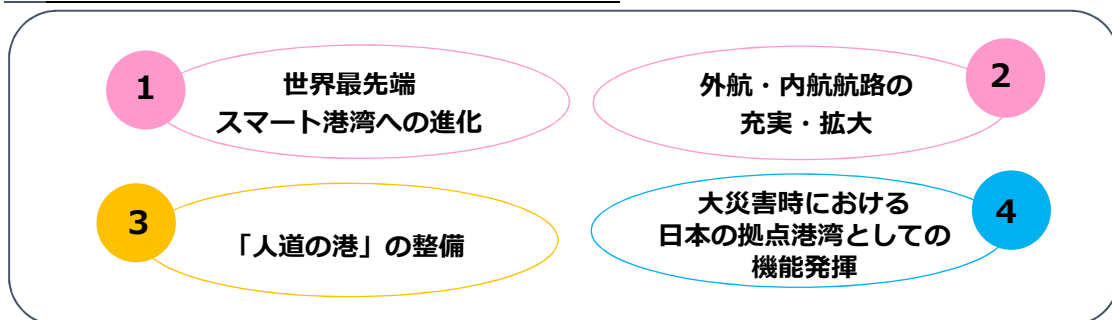 1
世界最先端
スマート港湾への進化
2
外航・内航航路の
充実・拡大
3
「人道の港」の整備
4
大災害時における
日本の拠点港湾としての
機能発揮